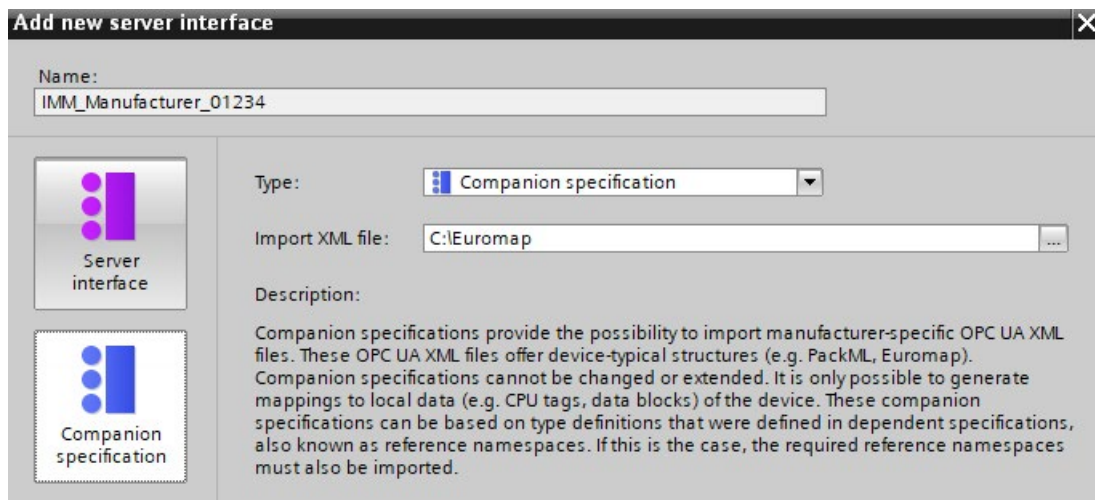 Add new server interface
Name:
IMM_Manufacturer_01234
Server
interface
Companion
specification
Type:
Companion specification
Import XML file:
C:\Euromap
...
Description:
Companion specifications provide the possibility to import manufacturer-specific OPC UA XML
files. These OPC UA XML files offer device-typical structures (e.g. PackML, Euromap).
Companion specifications cannot be changed or extended. It is only possible to generate
mappings to local data (e.g. CPU tags, data blocks) of the device. These companion
specifications can be based on type definitions that were defined in dependent specifications,
also known as reference namespaces. If this is the case, the required reference namespaces
must also be imported.